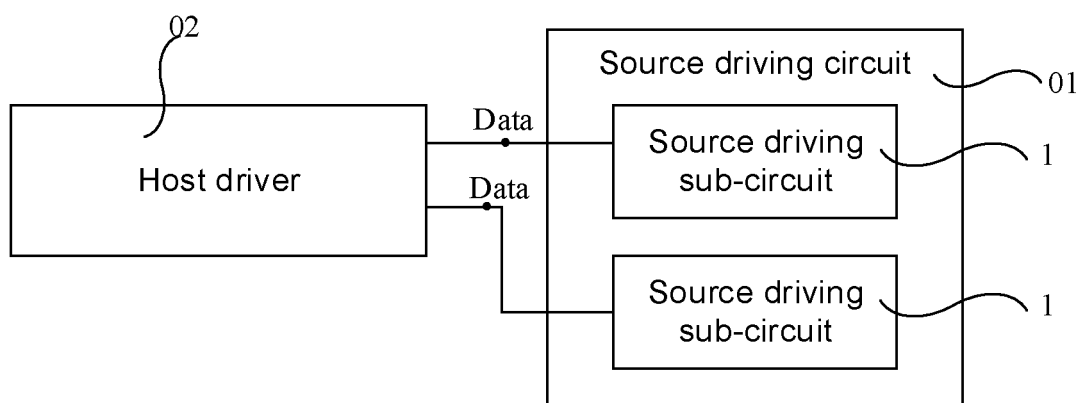 02
Source driving circuit
01
Data
Source driving
sub-circuit
1
Host driver
Data
Source driving
sub-circuit
1